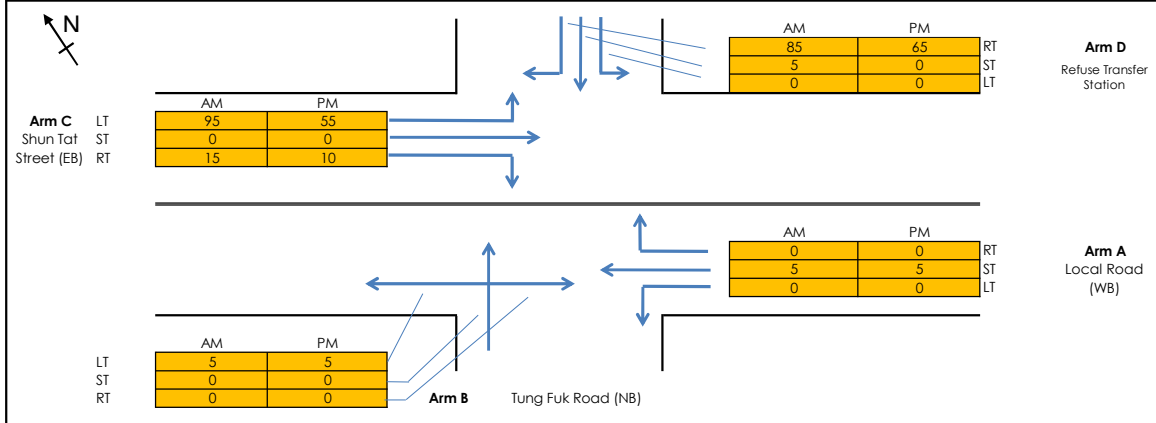 N
AM PM
85 65 RT Arm D
5 0 ST Refuse Transfer
0 0 LT Station
AM PM
Arm C LT 95 55
Shun Tat ST 0 0
Street (EB) RT 15 10
AM PM
0 0 RT Arm A
5 5 ST Local Road
0 0 LT (WB)
AM PM
LT 5 5
ST 0 0
RT 0 0 Arm B Tung Fuk Road (NB)